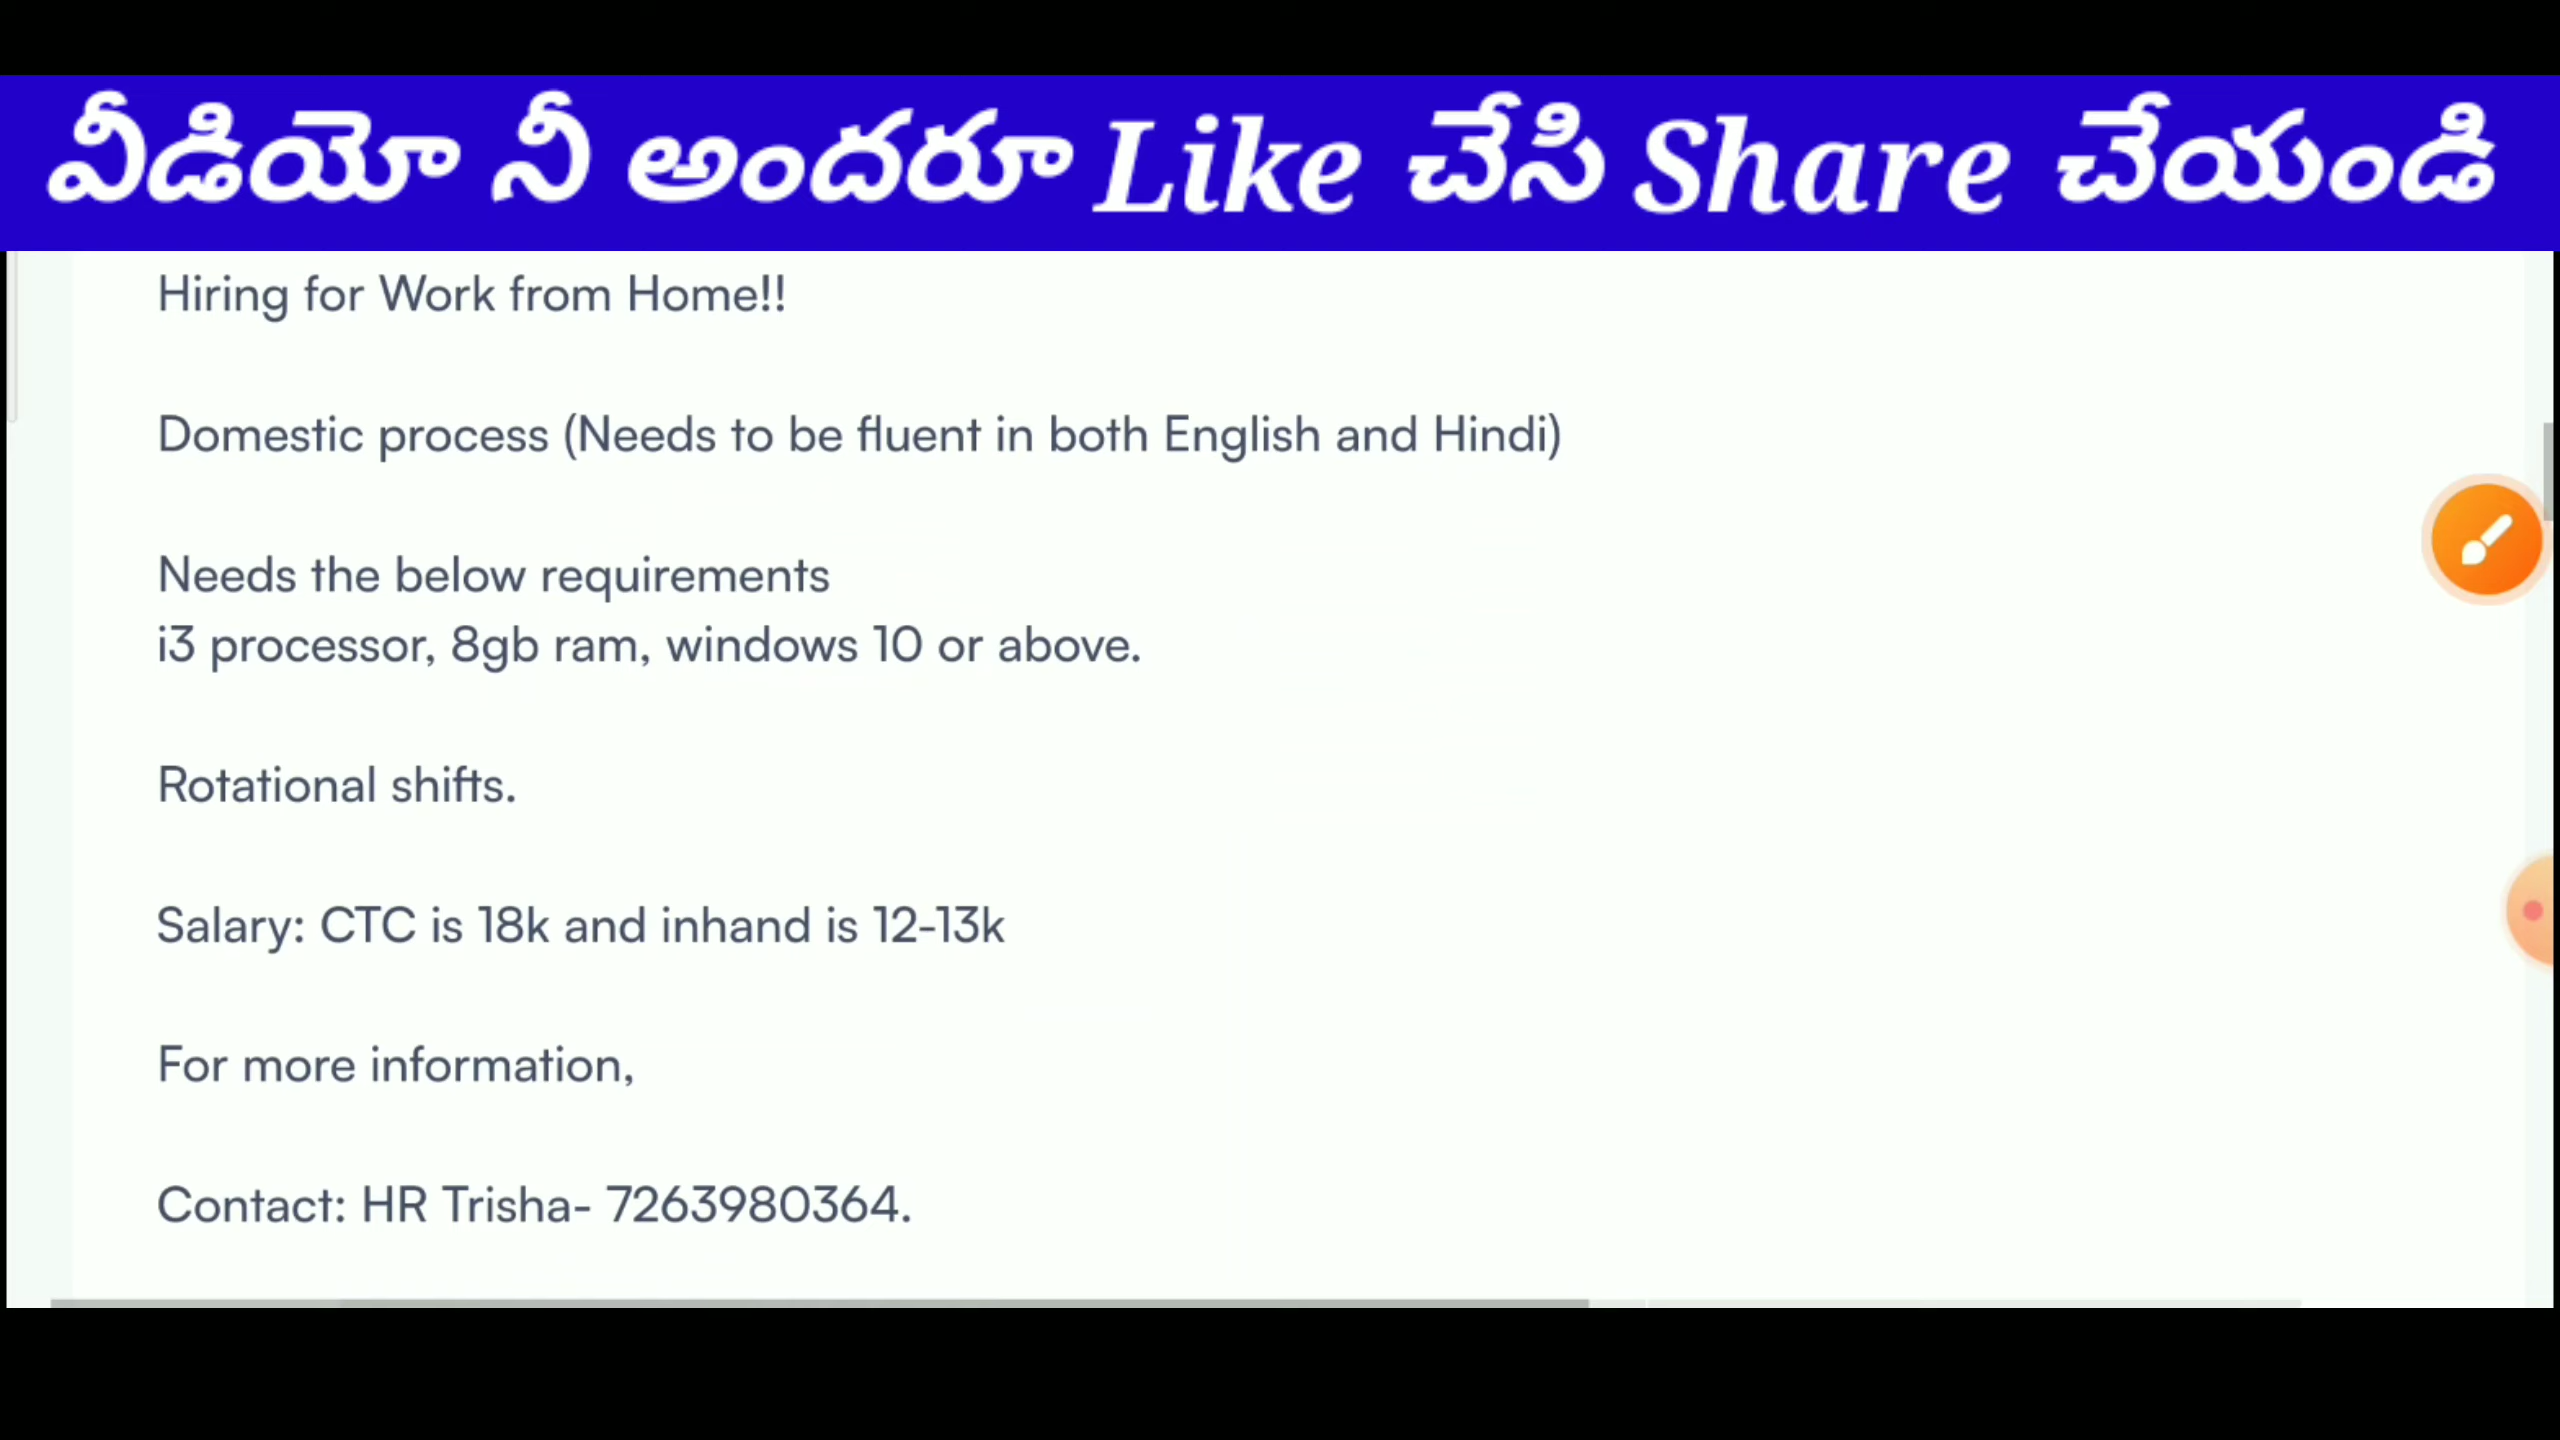 వీడియో నీ అందరూ Like చేసి Share చేయండి
Hiring for Work from Home!!
Domestic process (Needs to be fluent in both English and Hindi)
Needs the below requirements
i3 processor, 8gb ram, windows 10 or above.
Rotational shifts.
Salary: CTC is 18k and inhand is 12-13k
For more information,
Contact: HR Trisha- 7263980364.